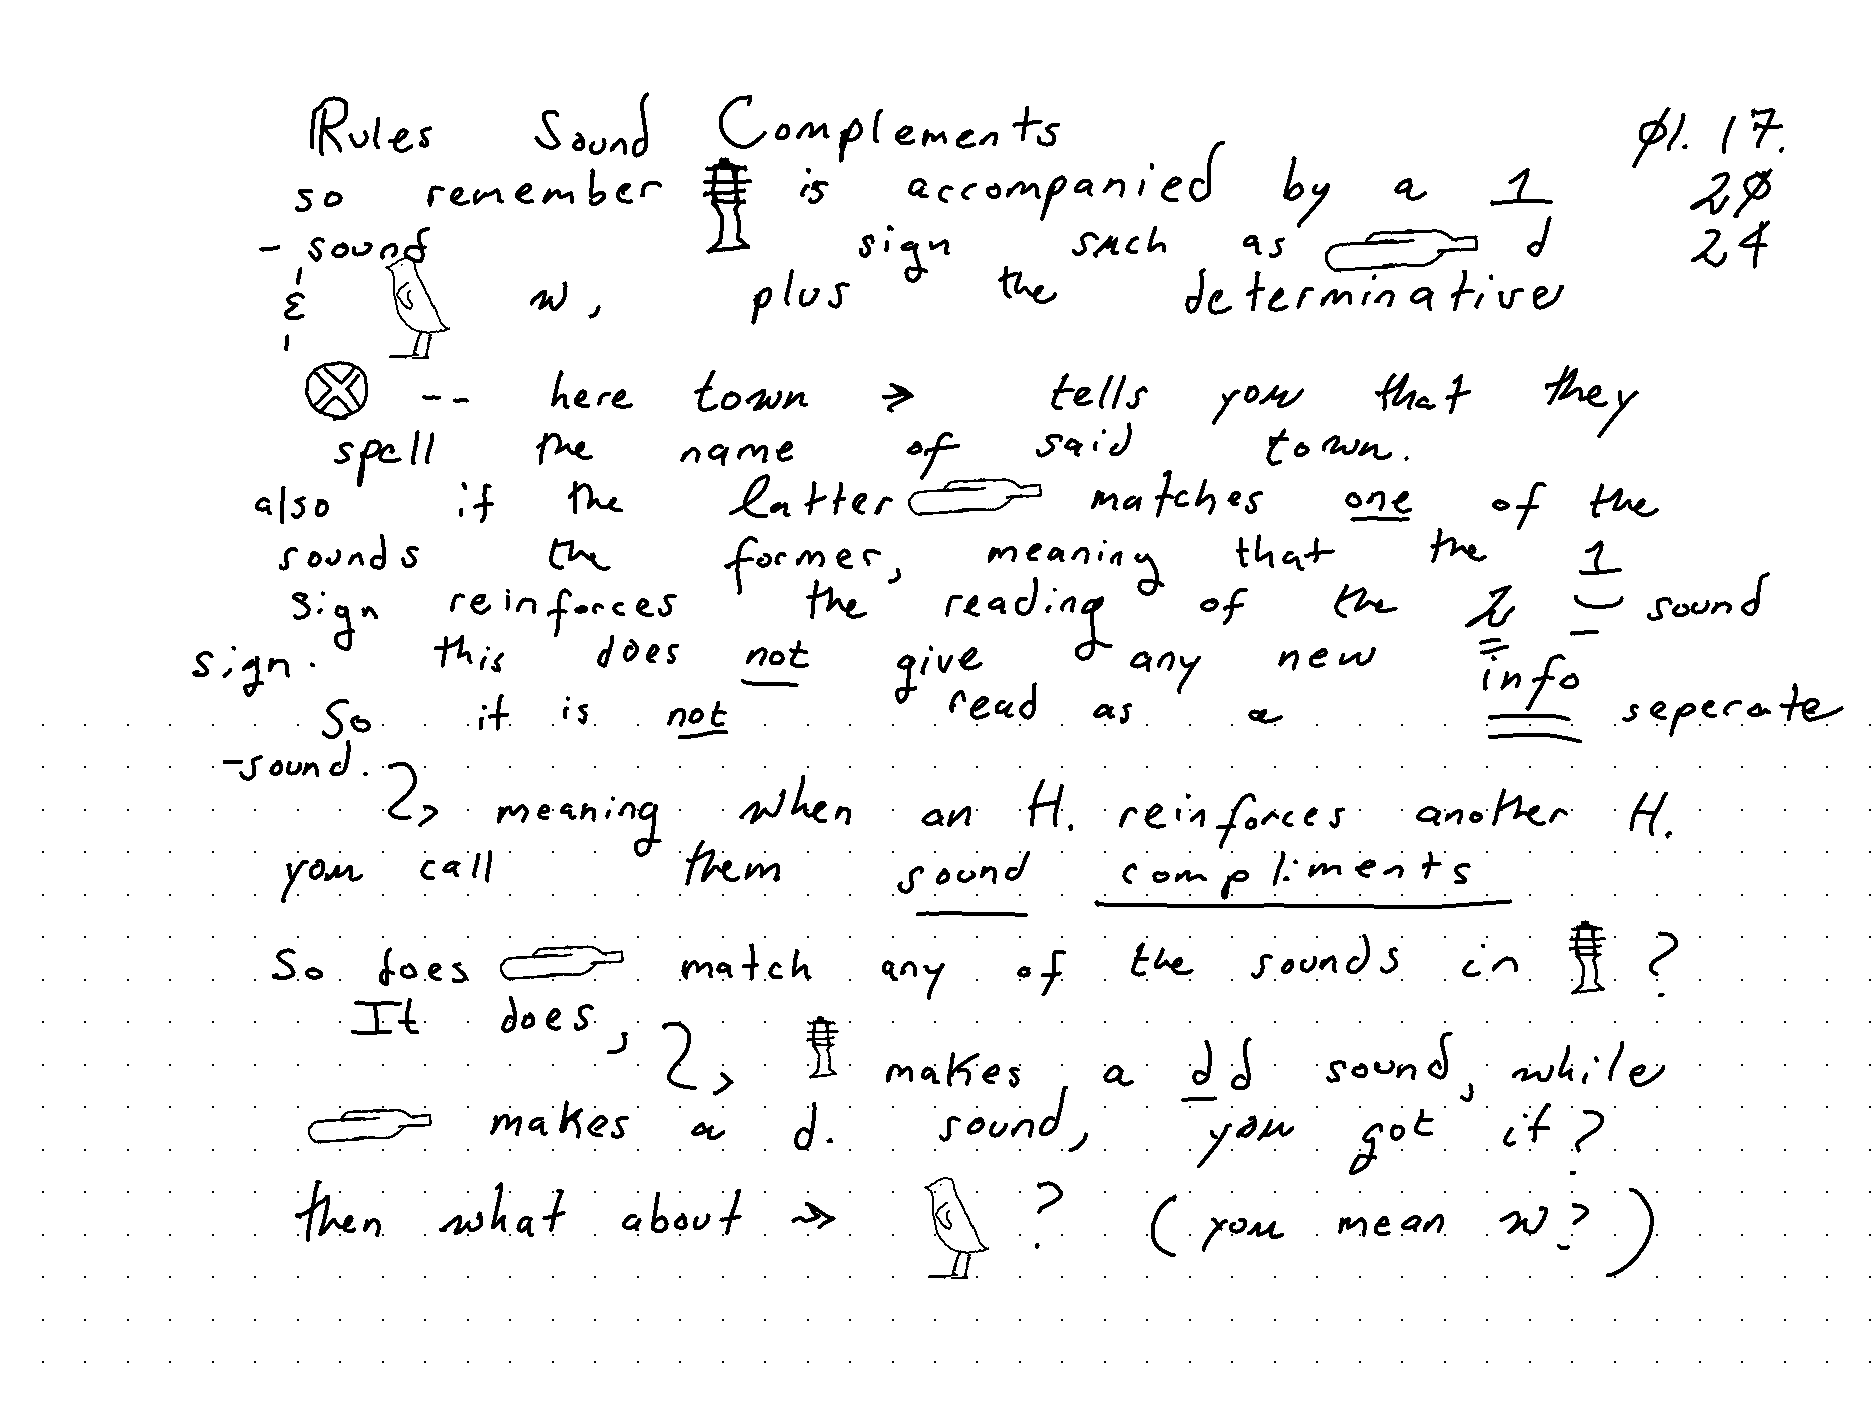 Rules Sound Complements 01. 17.
so remember is accompanied by a 1 20
- sound sign such as d 24
& w, plus the determinative
-- here town → tells you that they
spell the name of said town.
also if the latter matches one of the
sounds the former, meaning that the 1
sign reinforces the reading of the 2 - sound
sign. this does not give any new info
So it is not read as a seperate
-sound.
meaning when an H. reinforces another H.
you call them sound compliments
So does match any of the sounds in ?
It does, makes a dd sound, while
makes a d. sound, you got it?
then what about → ? (you mean w?)